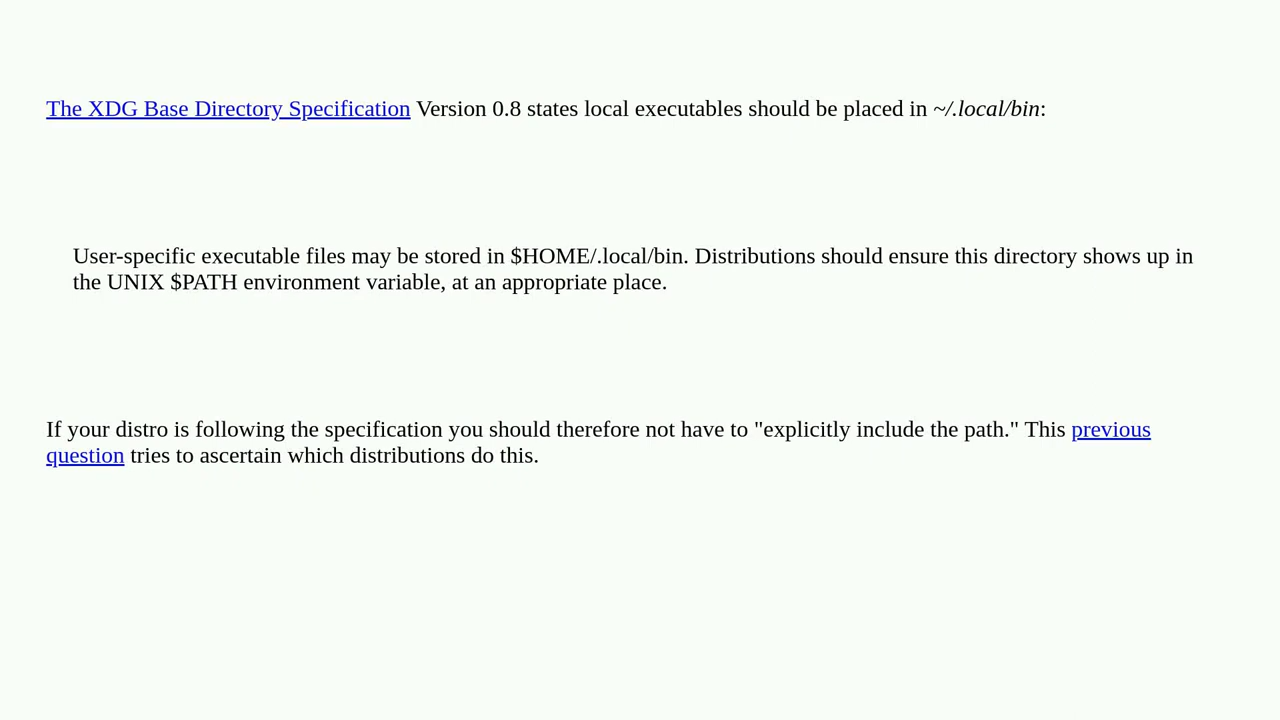 The XDG Base Directory Specification Version 0.8 states local executables should be placed in ~/.local/bin:
User-specific executable files may be stored in $HOME/.local/bin. Distributions should ensure this directory shows up in
the UNIX $PATH environment variable, at an appropriate place.
If your distro is following the specification you should therefore not have to "explicitly include the path." This previous
question tries to ascertain which distributions do this.